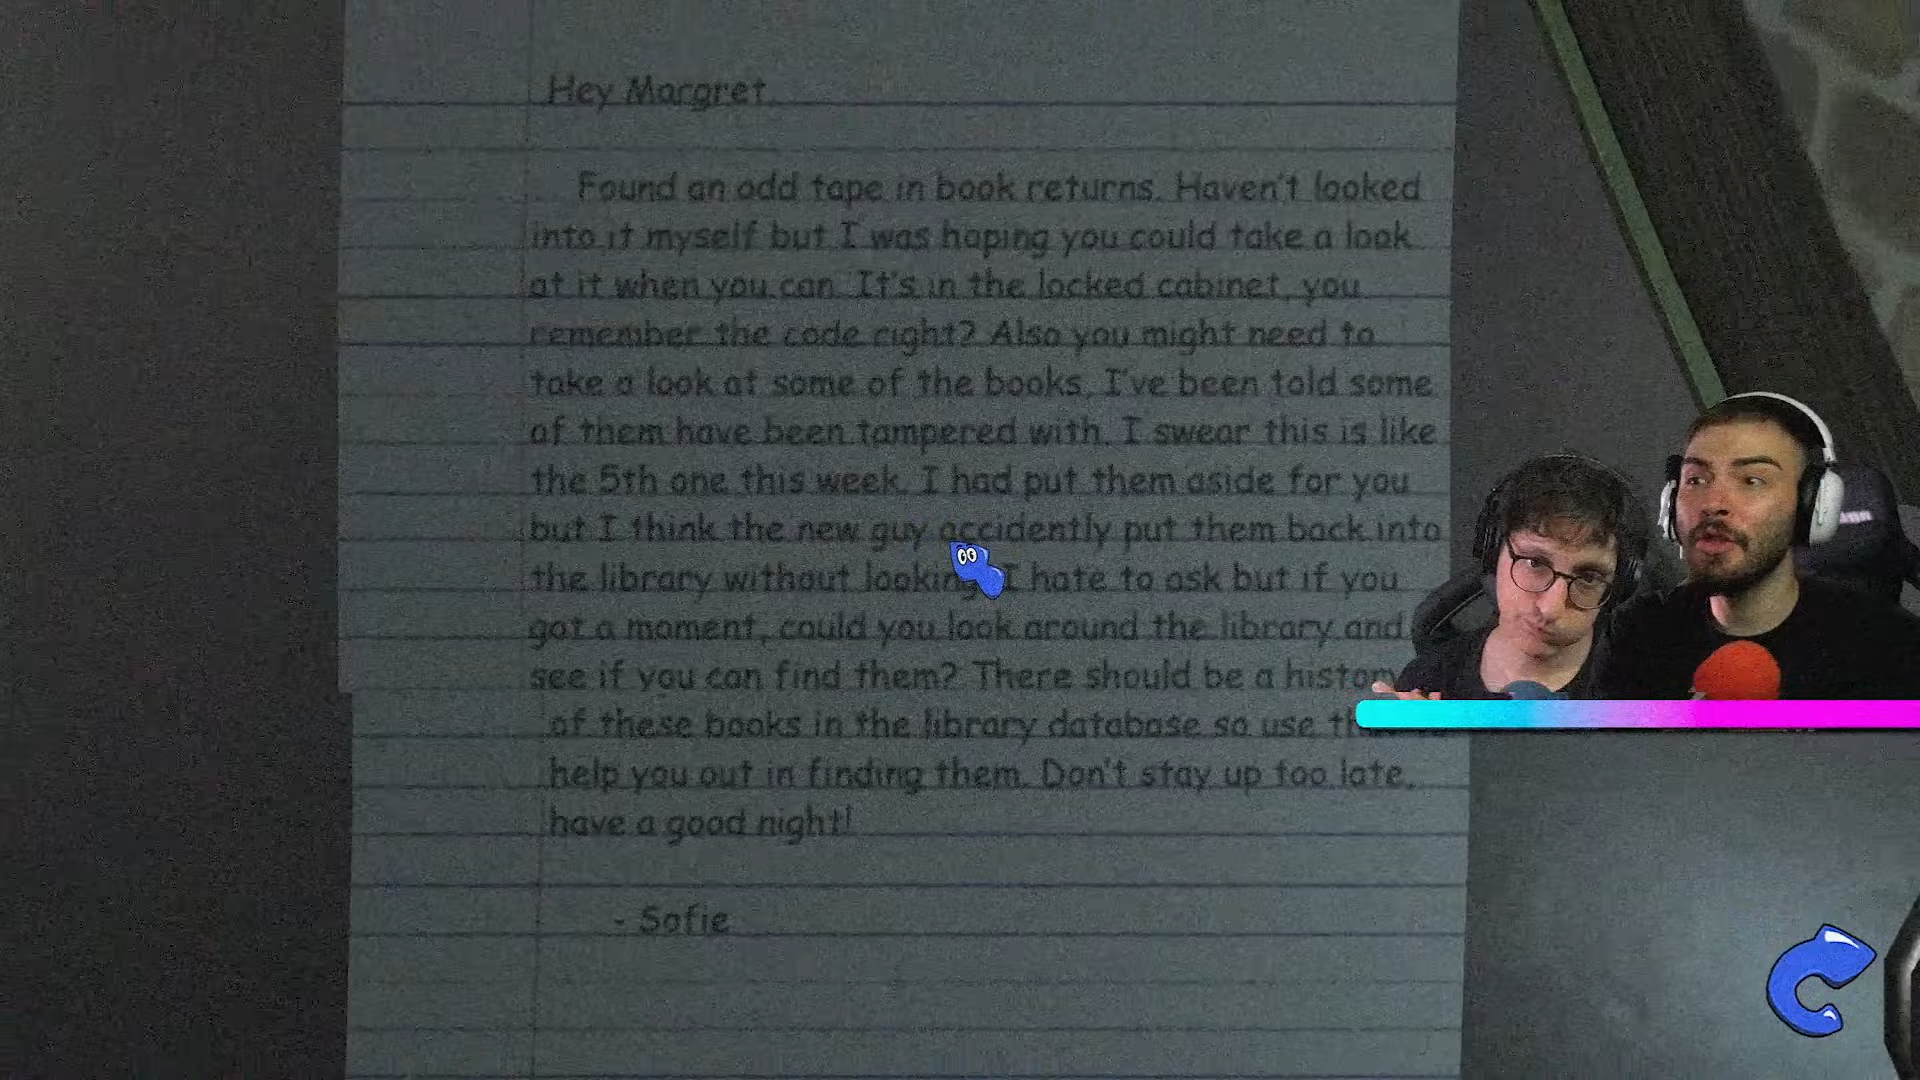 Hey Margret,
Found an odd tape in book returns. Haven't looked
into it myself but I was hoping you could take a look
at it when you can. It's in the locked cabinet, you
remember the code right? Also you might need to
take a look at some of the books, I've been told some
of them have been tampered with. I swear this is like
the 5th one this week. I had put them aside for you
but I think the new guy accidently put them back into
the library without looking. I hate to ask but if you
got a moment, could you look around the library and
see if you can find them? There should be a history
of these books in the library database so use
help you out in finding them. Don't stay up too late,
have a good night!
- Sofie